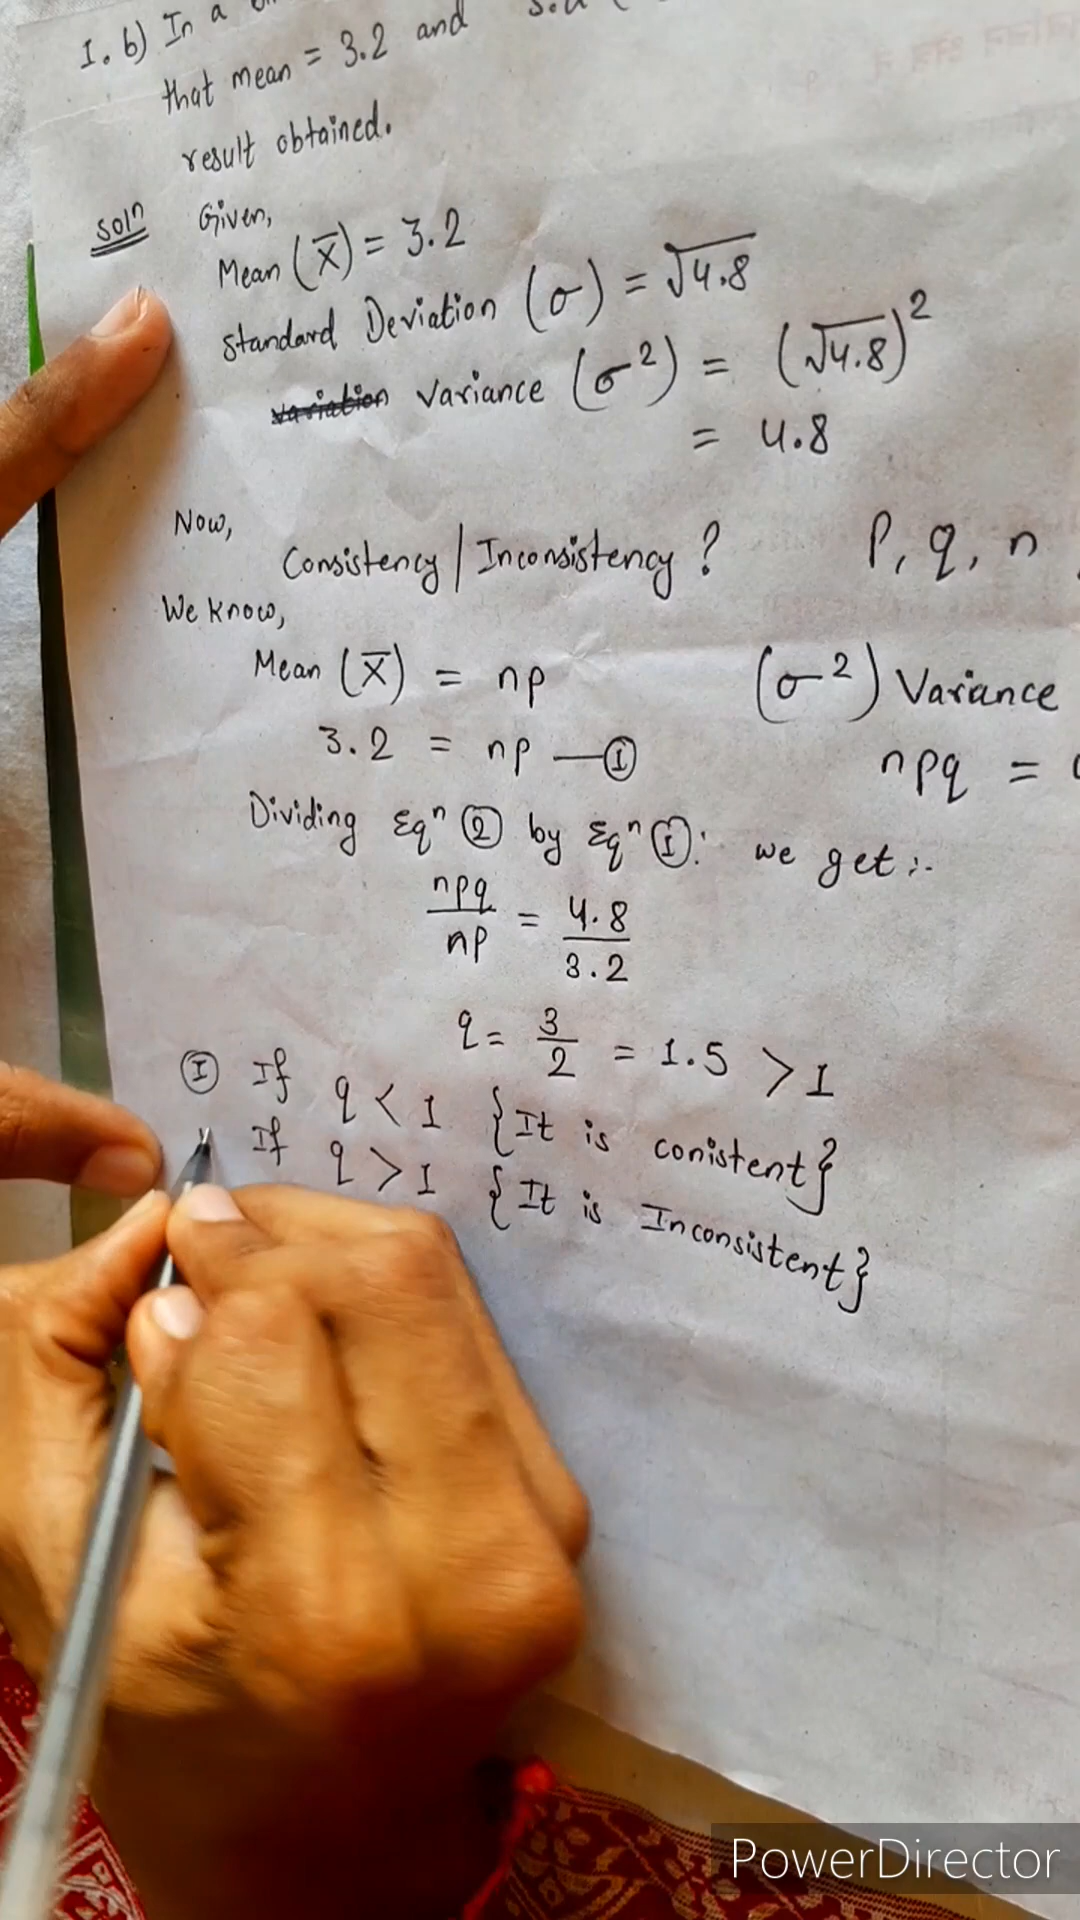 I. b) In a
that mean = 3.2 and
result obtained.
Soln Given,
Mean (X̅) = 3.2
Standard Deviation (σ) = √4.8
variation Variance (σ²) = (√4.8)²
= 4.8
Now,
Consistency / Inconsistency ? P, q, n
We know,
Mean (X̅) = np (σ²) Variance
3.2 = np —① npq =
Dividing Eqⁿ ② by Eqⁿ ①: we get :-
npq/np = 4.8/3.2
q = 3/2 = 1.5 > 1
① If q < 1 {It is conistent}
If q > 1 {It is Inconsistent}
PowerDirector